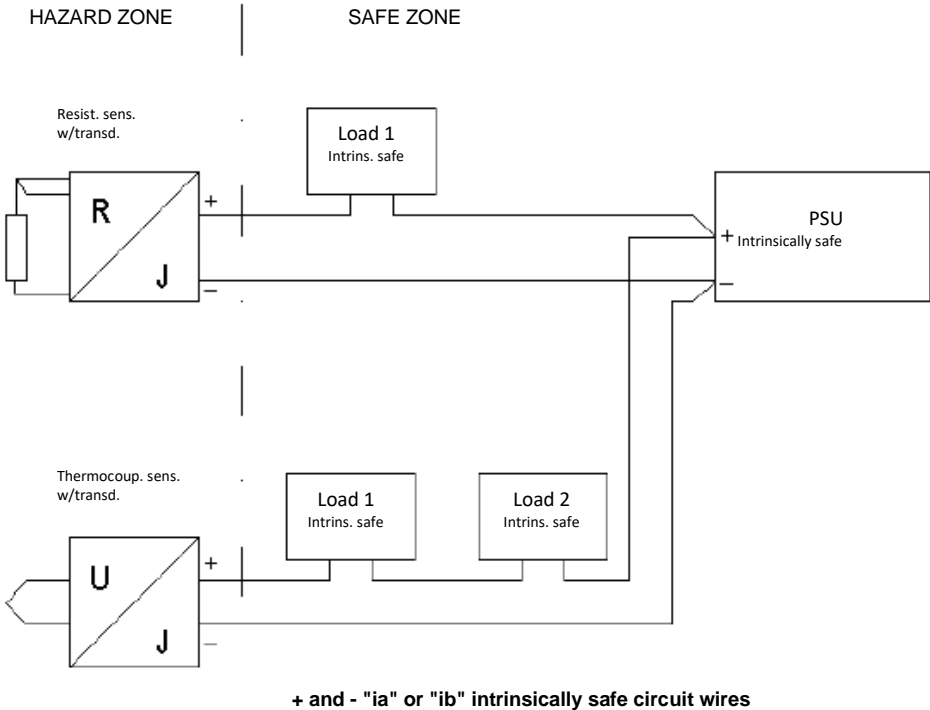 HAZARD ZONE
SAFE ZONE
Resist. sens.
w/transd.
Load 1
Intrins. safe
R
J
+
−
PSU
+ Intrinsically safe
−
Thermocoup. sens.
w/transd.
Load 1
Intrins. safe
Load 2
Intrins. safe
U
J
+
−
+ and - "ia" or "ib" intrinsically safe circuit wires